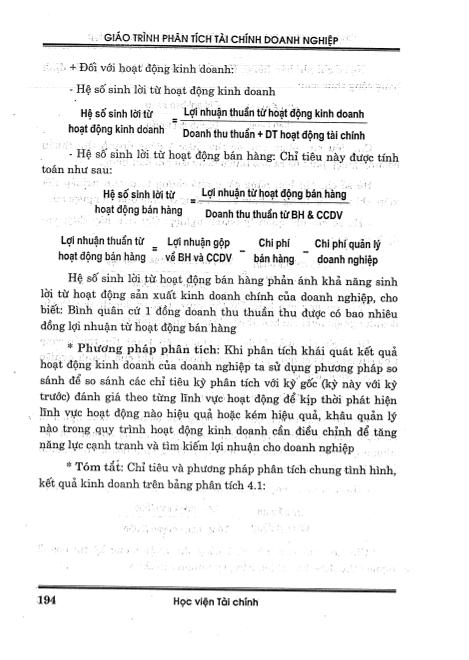 GIÁO TRÌNH PHÂN TÍCH TÀI CHÍNH DOANH NGHIỆP
+ Đối với hoạt động kinh doanh:
- Hệ số sinh lời từ hoạt động kinh doanh
Hệ số sinh lời từ hoạt động kinh doanh = Lợi nhuận thuần từ hoạt động kinh doanh
Doanh thu thuần + DT hoạt động tài chính
- Hệ số sinh lời từ hoạt động bán hàng: Chỉ tiêu này được tính
toán như sau:
Hệ số sinh lời từ hoạt động bán hàng = Lợi nhuận từ hoạt động bán hàng
Doanh thu thuần từ BH & CCDV
Lợi nhuận thuần từ = Lợi nhuận gộp – Chi phí – Chi phí quản lý
hoạt động bán hàng về BH và CCDV bán hàng doanh nghiệp
Hệ số sinh lời từ hoạt động bán hàng phản ánh khả năng sinh
lời từ hoạt động sản xuất kinh doanh chính của doanh nghiệp, cho
biết: Bình quân cứ 1 đồng doanh thu thuần thu được có bao nhiêu
đồng lợi nhuận từ hoạt động bán hàng
* Phương pháp phân tích: Khi phân tích khái quát kết quả
hoạt động kinh doanh của doanh nghiệp ta sử dụng phương pháp so
sánh để so sánh các chỉ tiêu kỳ phân tích với kỳ gốc (kỳ này với kỳ
trước) đánh giá theo từng lĩnh vực hoạt động để kịp thời phát hiện
lĩnh vực hoạt động nào hiệu quả hoặc kém hiệu quả, khâu quản lý
nào trong quy trình hoạt động kinh doanh cần điều chỉnh để tăng
năng lực cạnh tranh và tìm kiếm lợi nhuận cho doanh nghiệp
* Tóm tắt: Chỉ tiêu và phương pháp phân tích chung tình hình,
kết quả kinh doanh trên bảng phân tích 4.1:
194
Học viện Tài chính